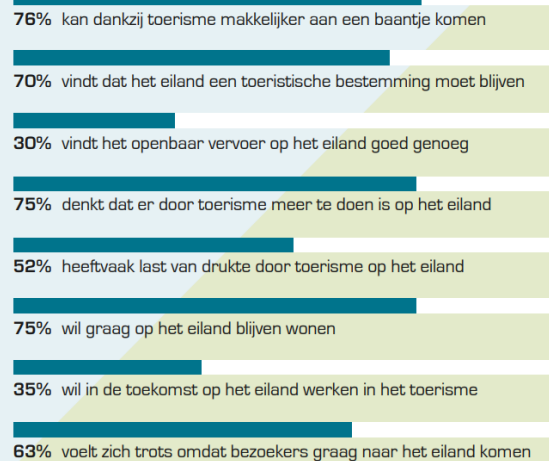 76% kan dankzij toerisme makkelijker aan een baantje komen
70% vindt dat het eiland een toeristische bestemming moet blijven
30% vindt het openbaar vervoer op het eiland goed genoeg
75% denkt dat er door toerisme meer te doen is op het eiland
52% heeftvaak last van drukte door toerisme op het eiland
75% wil graag op het eiland blijven wonen
35% wil in de toekomst op het eiland werken in het toerisme
63% voelt zich trots omdat bezoekers graag naar het eiland komen